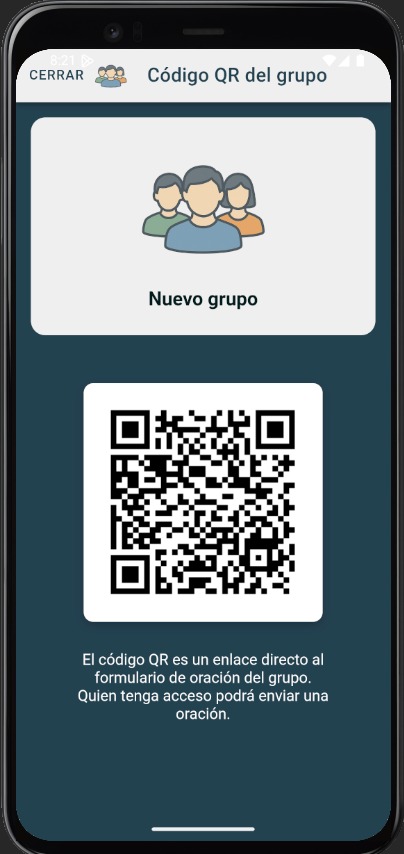 8:21
CERRAR
Código QR del grupo
Nuevo grupo
El código QR es un enlace directo al
formulario de oración del grupo.
Quien tenga acceso podrá enviar una
oración.